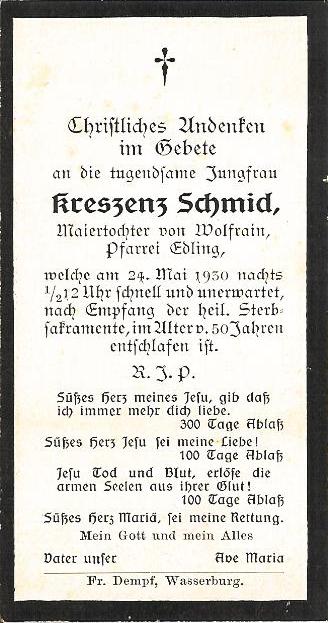 Christliches Andenken
im Gebete
an die tugendsame Jungfrau
Kreszenz Schmid,
Maiertochter von Wolfrain,
Pfarrei Edling,
welche am 24. Mai 1930 nachts
1/2 12 Uhr schnell und unerwartet,
nach Empfang der heil. Sterb-
sakramente, im Alter v. 50 Jahren
entschlafen ist.
R. I. P.
Süßes Herz meines Jesu, gib daß
ich immer mehr dich liebe.
300 Tage Ablaß
Süßes Herz Jesu sei meine Liebe!
100 Tage Ablaß
Jesu Tod und Blut, erlöse die
armen Seelen aus ihrer Glut!
100 Tage Ablaß
Süßes Herz Mariä, sei meine Rettung.
Mein Gott und mein Alles
Vater unser Ave Maria
Fr. Dempf, Wasserburg.